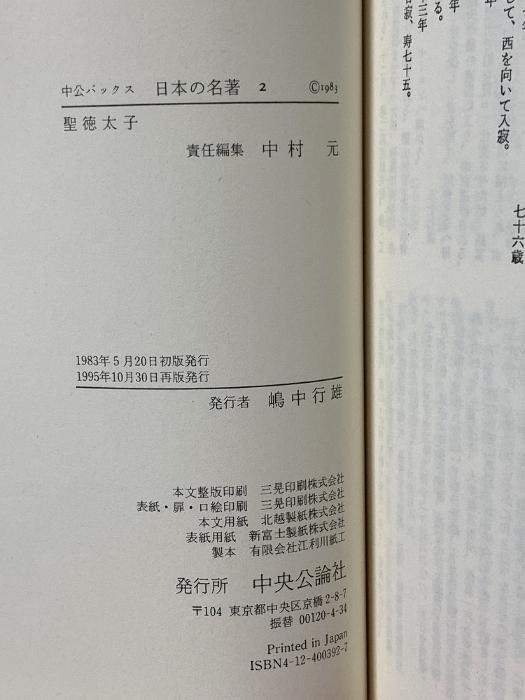 中公バックス 日本の名著 2 ©1983
聖徳太子
責任編集 中村 元
1983年5月20日初版発行
1995年10月30日再版発行
発行者 嶋中行雄
本文整版印刷 三晃印刷株式会社
表紙・扉・口絵印刷 三晃印刷株式会社
本文用紙 北越製紙株式会社
表紙用紙 新富士製紙株式会社
製本 有限会社江利川紙工
発行所 中央公論社
〒104 東京都中央区京橋2-8-7
振替 00120-4-34
Printed in Japan
ISBN4-12-400392-7
七十六歳
して、西を向いて入寂。
年
る。
十三年
寂、寿七十五。